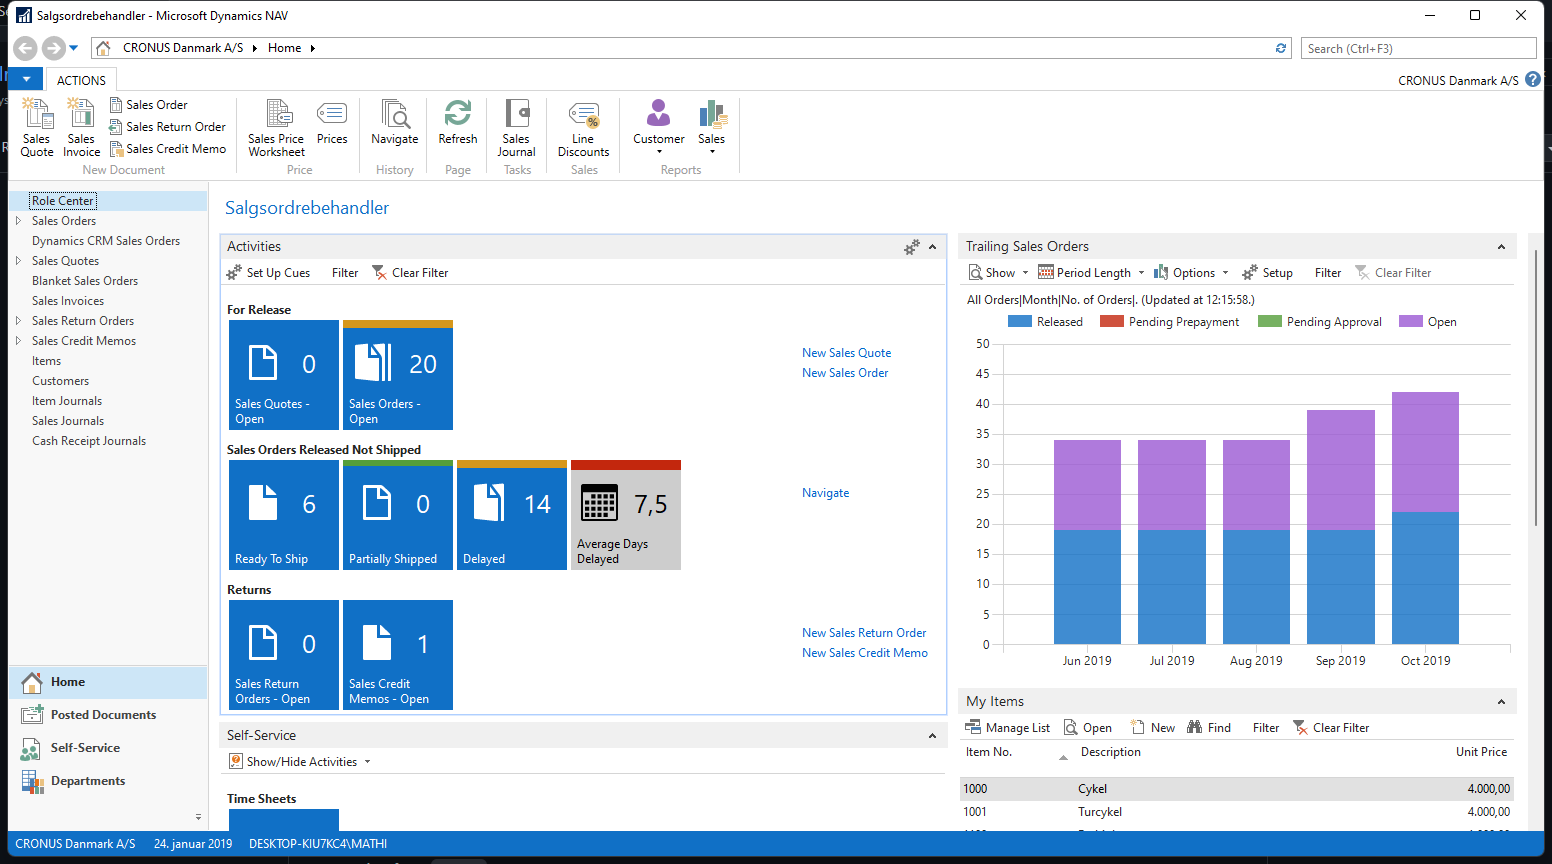 Salgsordrebehandler - Microsoft Dynamics NAV
CRONUS Danmark A/S
Home
Search (Ctrl+F3)
ACTIONS
CRONUS Danmark A/S
Sales Quote
Sales Invoice
Sales Order
Sales Return Order
Sales Credit Memo
New Document
Sales Price Worksheet
Prices
Price
Navigate
History
Refresh
Page
Sales Journal
Tasks
Line Discounts
Sales
Customer
Sales
Reports
Role Center
Sales Orders
Dynamics CRM Sales Orders
Sales Quotes
Blanket Sales Orders
Sales Invoices
Sales Return Orders
Sales Credit Memos
Items
Customers
Item Journals
Sales Journals
Cash Receipt Journals
Home
Posted Documents
Self-Service
Departments
Salgsordrebehandler
Activities
Set Up Cues Filter Clear Filter
For Release
0
Sales Quotes -
Open
20
Sales Orders -
Open
New Sales Quote
New Sales Order
Sales Orders Released Not Shipped
6
Ready To Ship
0
Partially Shipped
14
Delayed
7,5
Average Days
Delayed
Navigate
Returns
0
Sales Return
Orders - Open
1
Sales Credit
Memos - Open
New Sales Return Order
New Sales Credit Memo
Self-Service
Show/Hide Activities
Time Sheets
Trailing Sales Orders
Show Period Length Options Setup Filter Clear Filter
All Orders|Month|No. of Orders|. (Updated at 12:15:58.)
Released Pending Prepayment Pending Approval Open
50
45
40
35
30
25
20
15
10
5
0
Jun 2019 Jul 2019 Aug 2019 Sep 2019 Oct 2019
My Items
Manage List Open New Find Filter Clear Filter
Item No. Description Unit Price
1000 Cykel 4.000,00
1001 Turcykel 4.000,00
CRONUS Danmark A/S 24. januar 2019 DESKTOP-KIU7KC4\MATHI